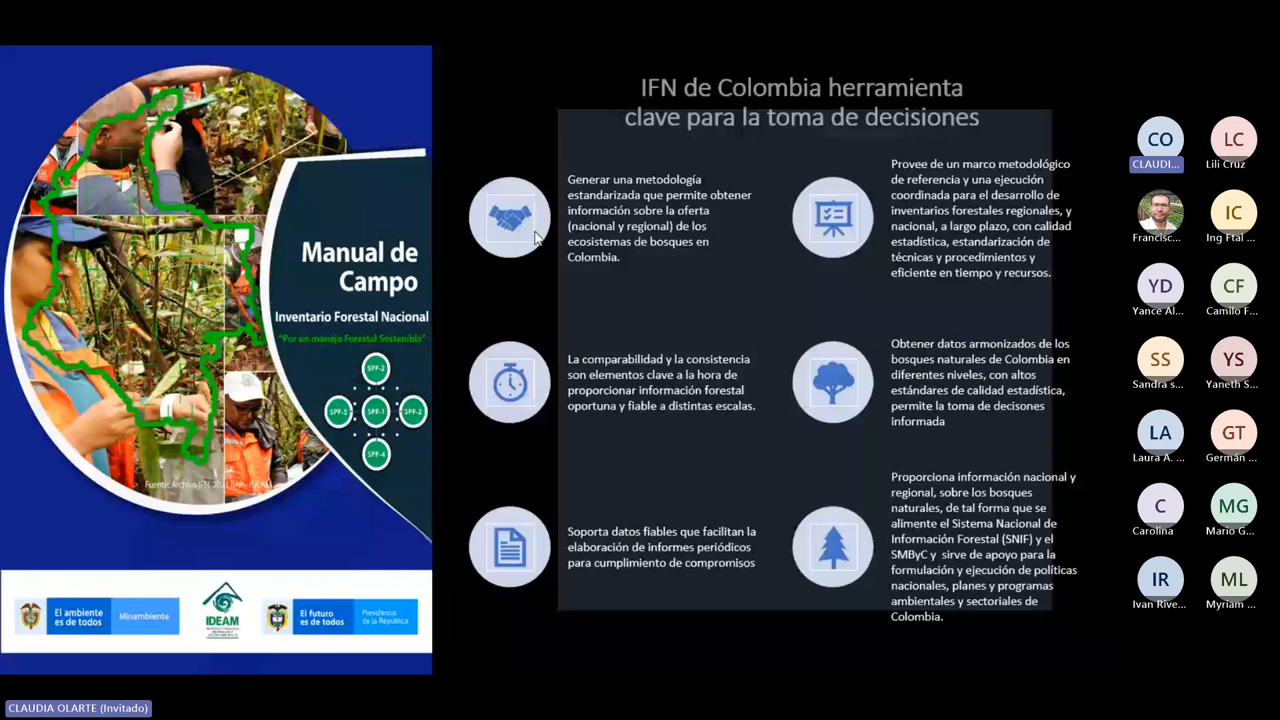 IFN de Colombia herramienta
clave para la toma de decisiones
Manual de
Campo
Inventario Forestal Nacional
"Por un manejo Forestal Sostenible"
SPF-2
SPF-5
SPF-1
SPF-3
SPF-4
Fuente: Archivo IFN, 2021 IIAP - IDEAM
El ambiente
es de todos
Minambiente
IDEAM
El futuro
es de todos
Presidencia
de la República
Generar una metodología
estandarizada que permite obtener
información sobre la oferta
(nacional y regional) de los
ecosistemas de bosques en
Colombia.
Provee de un marco metodológico
de referencia y una ejecución
coordinada para el desarrollo de
inventarios forestales regionales, y
nacional, a largo plazo, con calidad
estadística, estandarización de
técnicas y procedimientos y
eficiente en tiempo y recursos.
La comparabilidad y la consistencia
son elementos clave a la hora de
proporcionar información forestal
oportuna y fiable a distintas escalas.
Obtener datos armonizados de los
bosques naturales de Colombia en
diferentes niveles, con altos
estándares de calidad estadística,
permite la toma de decisiones
informada
Soporta datos fiables que facilitan la
elaboración de informes periódicos
para cumplimiento de compromisos
Proporciona información nacional y
regional, sobre los bosques
naturales, de tal forma que se
alimente el Sistema Nacional de
Información Forestal (SNIF) y el
SMByC y sirve de apoyo para la
formulación y ejecución de políticas
nacionales, planes y programas
ambientales y sectoriales de
Colombia.
CO
CLAUDI...
LC
Lili Cruz
Francisc...
IC
Ing Ftal ...
YD
Yance Al...
CF
Camilo F...
SS
Sandra s...
YS
Yaneth S...
LA
Laura A. ...
GT
Germán ...
C
Carolina
MG
Mario G...
IR
Ivan Rive...
ML
Myriam ...
CLAUDIA OLARTE (Invitado)